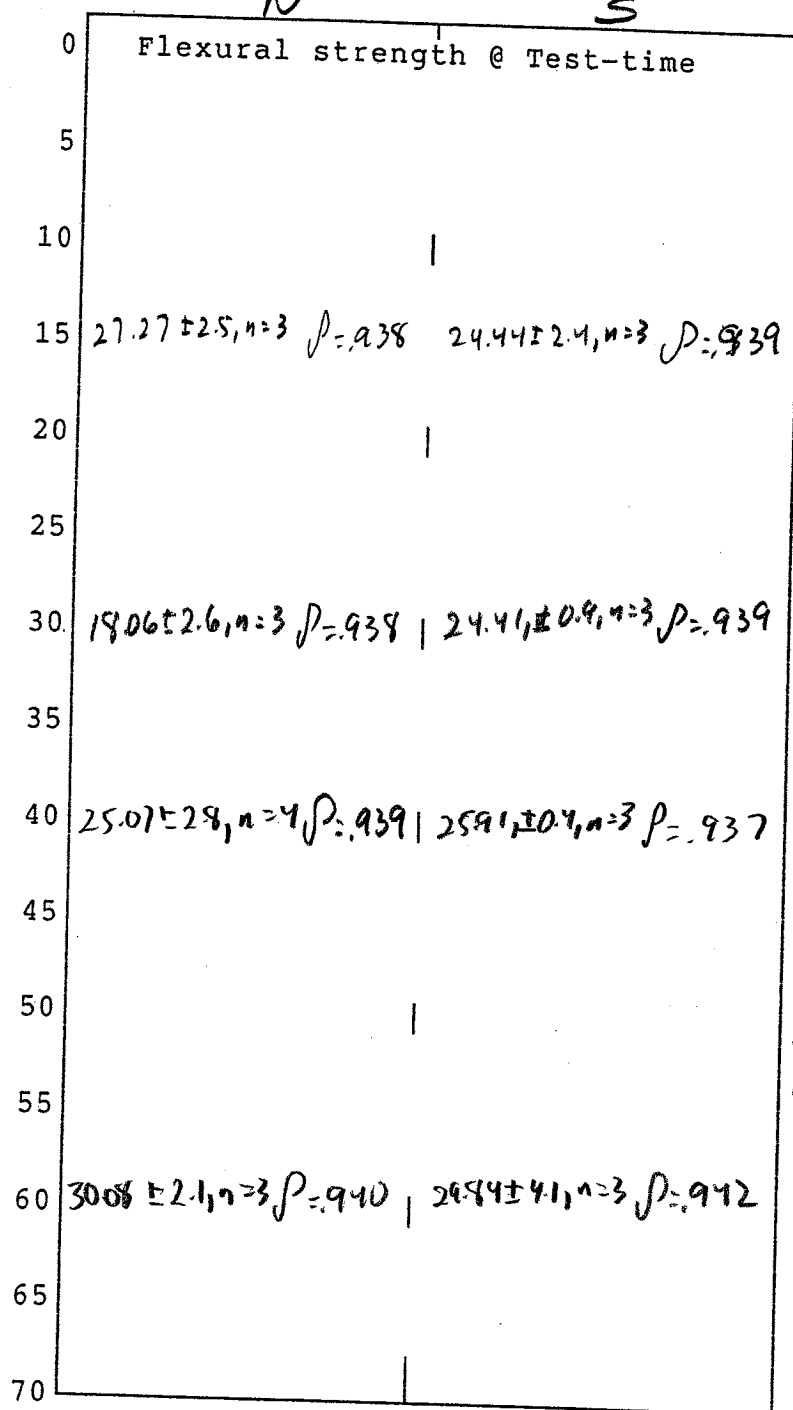 N S
0 Flexural strength @ Test-time
5
10
15 27.27 ±2.5, n=3 ρ=.938 24.44± 2.4, n=3 ρ=.939
20
25
30 18.06±2.6, n=3 ρ=.938 24.41, ±0.9, n=3 ρ=.939
35
40 25.07±2.8, n=4 ρ=.939 25.91, ±0.4, n=3 ρ=.937
45
50
55
60 30.08 ±2.1, n=3 ρ=.940 ± 4.1, n=3 ρ=.942
65
70